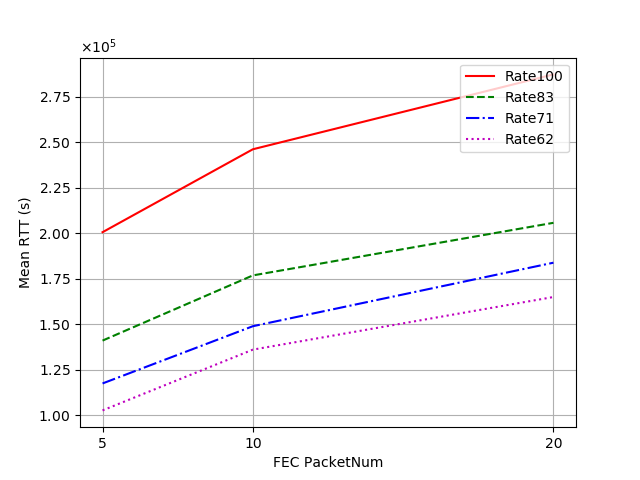 ×10⁵
2.75
2.50
2.25
2.00
1.75
1.50
1.25
1.00
Mean RTT (s)
5
10
20
FEC PacketNum
Rate100
Rate83
Rate71
Rate62